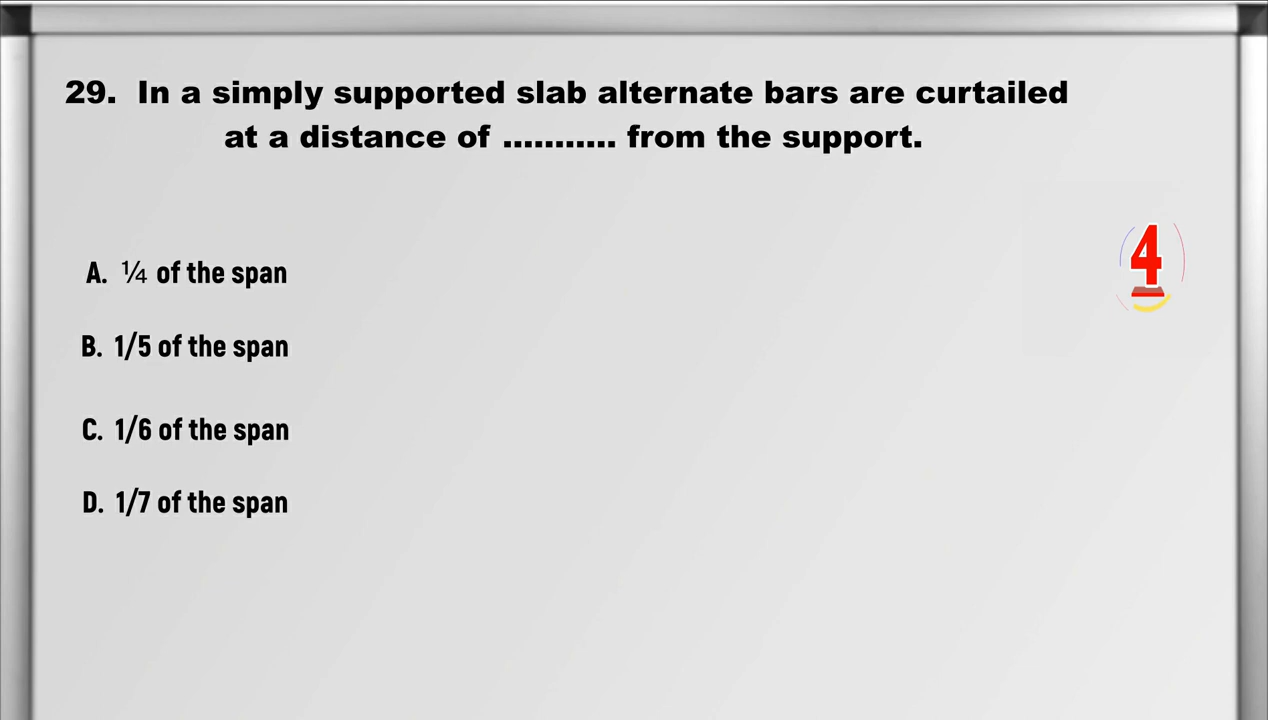 29. In a simply supported slab alternate bars are curtailed
at a distance of ........... from the support.
A. ¼ of the span
4
B. 1/5 of the span
C. 1/6 of the span
D. 1/7 of the span